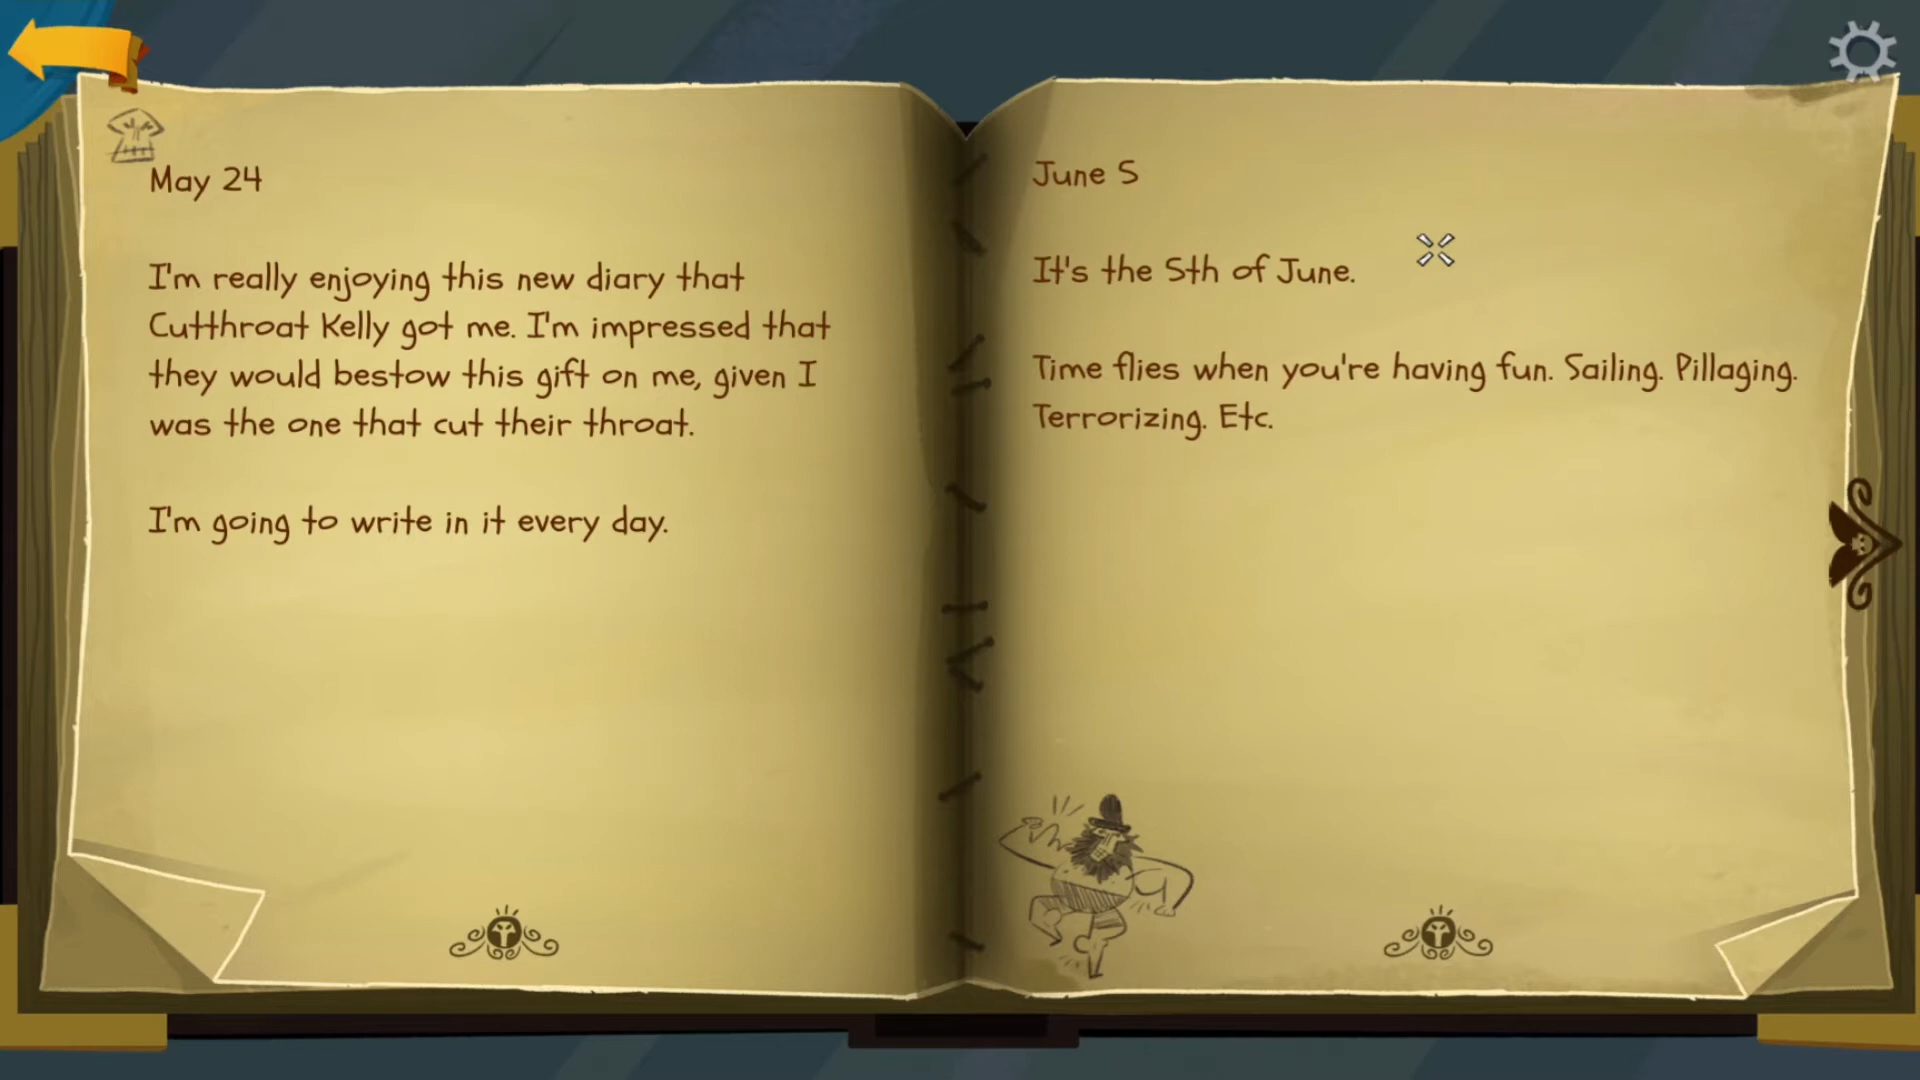 May 24
I'm really enjoying this new diary that
Cutthroat Kelly got me. I'm impressed that
they would bestow this gift on me, given I
was the one that cut their throat.
I'm going to write in it every day.
June 5
It's the 5th of June.
Time flies when you're having fun. Sailing. Pillaging.
Terrorizing. Etc.